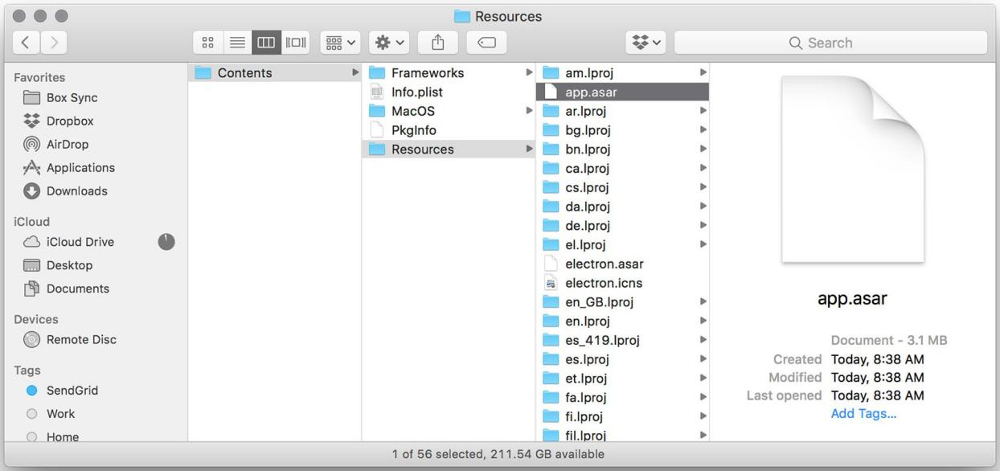 Resources
Search
Favorites
Box Sync
Dropbox
AirDrop
Applications
Downloads
iCloud
iCloud Drive
Desktop
Documents
Devices
Remote Disc
Tags
SendGrid
Work
Home
Contents
Frameworks
Info.plist
MacOS
PkgInfo
Resources
am.lproj
app.asar
ar.lproj
bg.lproj
bn.lproj
ca.lproj
cs.lproj
da.lproj
de.lproj
el.lproj
electron.asar
electron.icns
en_GB.lproj
en.lproj
es_419.lproj
es.lproj
et.lproj
fa.lproj
fi.lproj
fil.lproj
app.asar
Document - 3.1 MB
Created Today, 8:38 AM
Modified Today, 8:38 AM
Last opened Today, 8:38 AM
Add Tags...
1 of 56 selected, 211.54 GB available